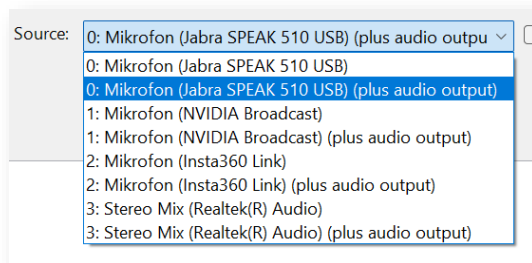 Source:
0: Mikrofon (Jabra SPEAK 510 USB) (plus audio outpu
0: Mikrofon (Jabra SPEAK 510 USB)
0: Mikrofon (Jabra SPEAK 510 USB) (plus audio output)
1: Mikrofon (NVIDIA Broadcast)
1: Mikrofon (NVIDIA Broadcast) (plus audio output)
2: Mikrofon (Insta360 Link)
2: Mikrofon (Insta360 Link) (plus audio output)
3: Stereo Mix (Realtek(R) Audio)
3: Stereo Mix (Realtek(R) Audio) (plus audio output)